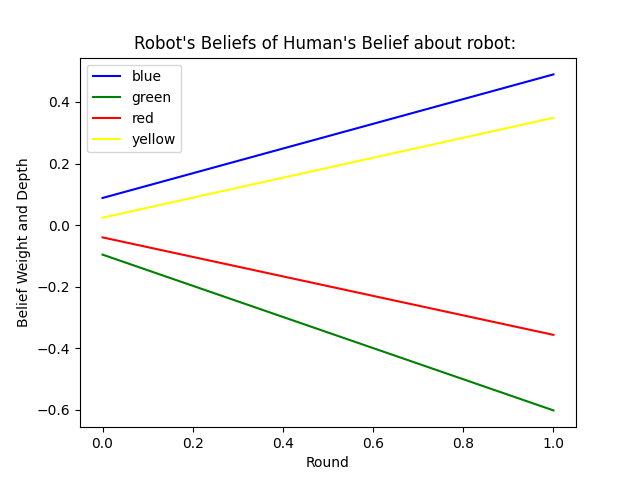 Robot's Beliefs of Human's Belief about robot:
blue
green
red
yellow
Belief Weight and Depth
0.4
0.2
0.0
−0.2
−0.4
−0.6
0.0 0.2 0.4 0.6 0.8 1.0
Round